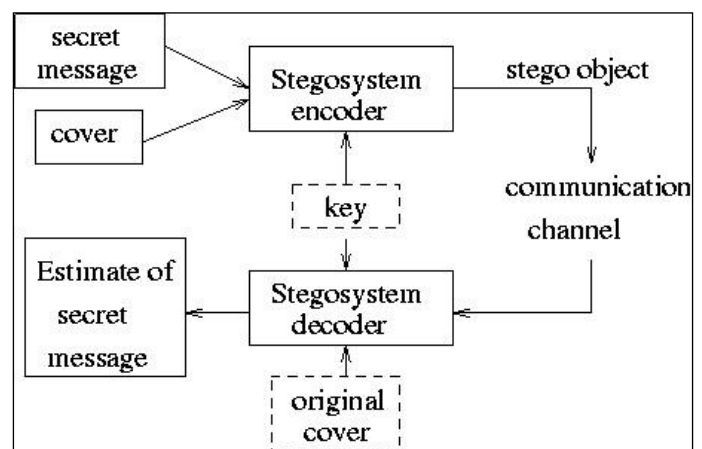 secret
message
cover
Stegosystem
encoder
stego object
key
communication
channel
Estimate of
secret
message
Stegosystem
decoder
original
cover